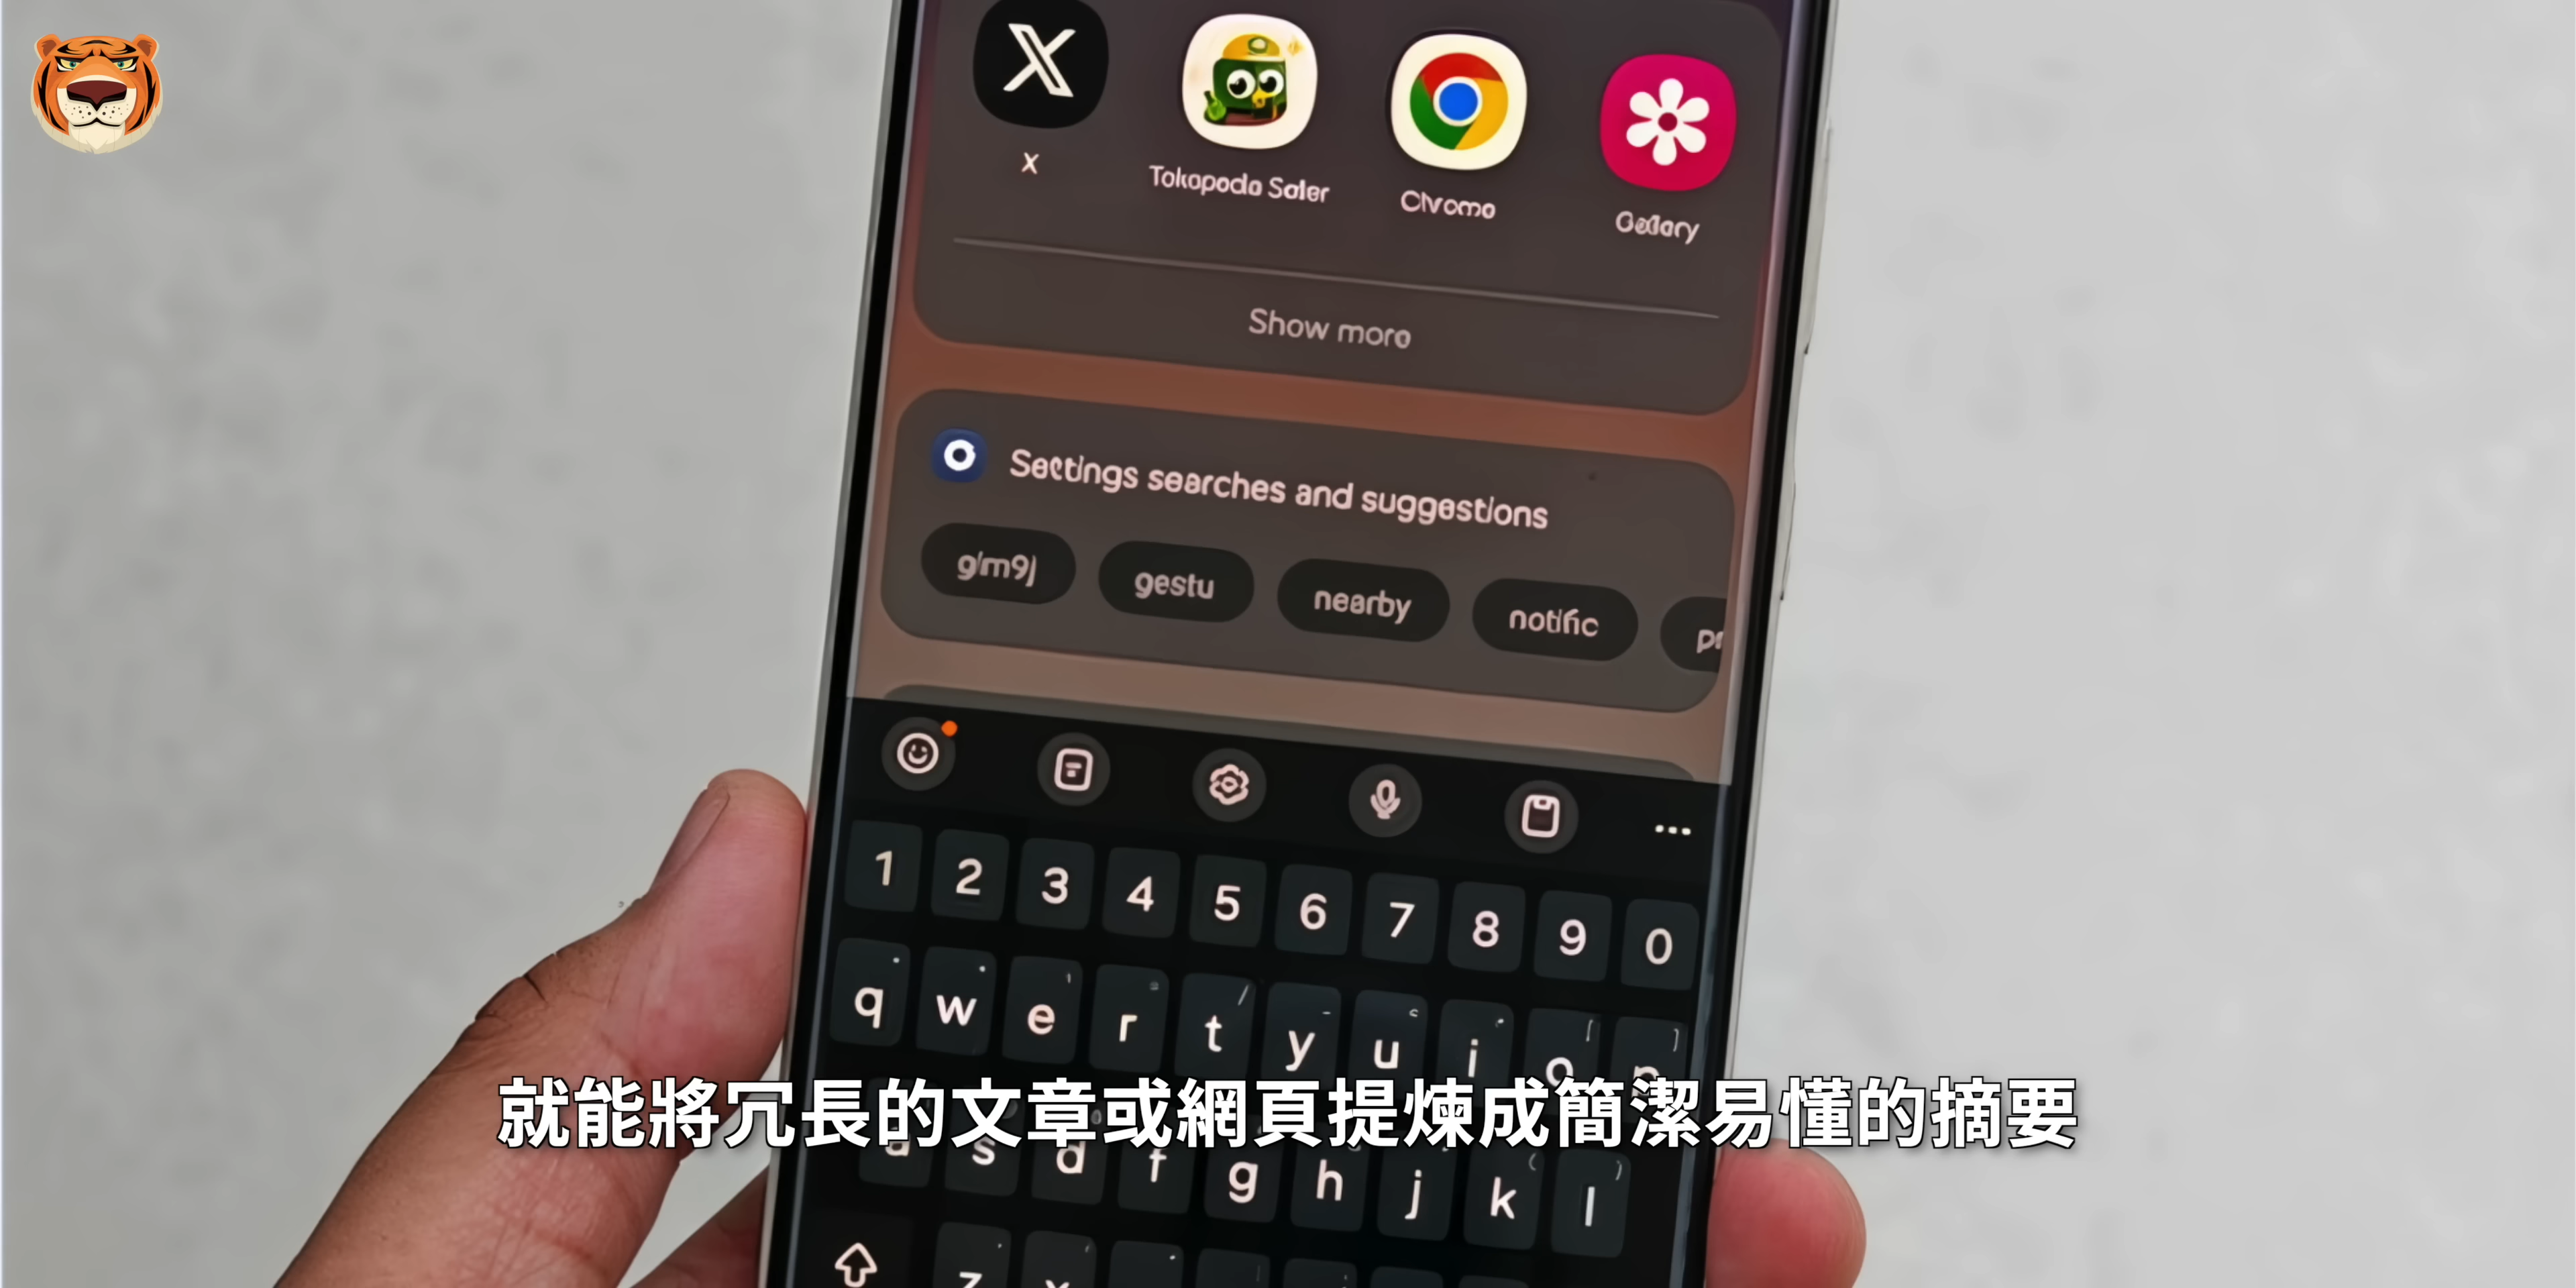 X
Tokopedia Seller
Chrome
Gallery
Show more
Settings searches and suggestions
g/m9j
gestu
nearby
notific
pr
1 2 3 4 5 6 7 8 9 0
q w e r t y u i o p
就能將冗長的文章或網頁提煉成簡潔易懂的摘要
a s d f g h j k l
z x